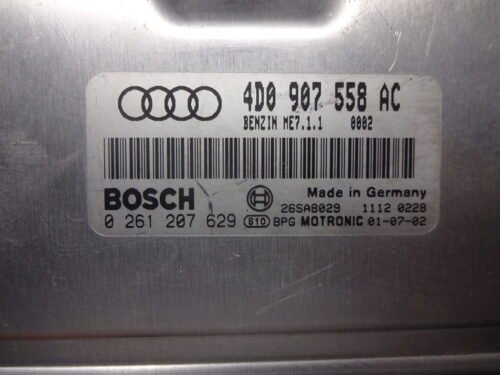 4D0 907 558 AC
BENZIN ME7.1.1 0002
BOSCH Made in Germany
26SA8029 1112 0228
0 261 207 629 810 BPG MOTRONIC 01-07-02